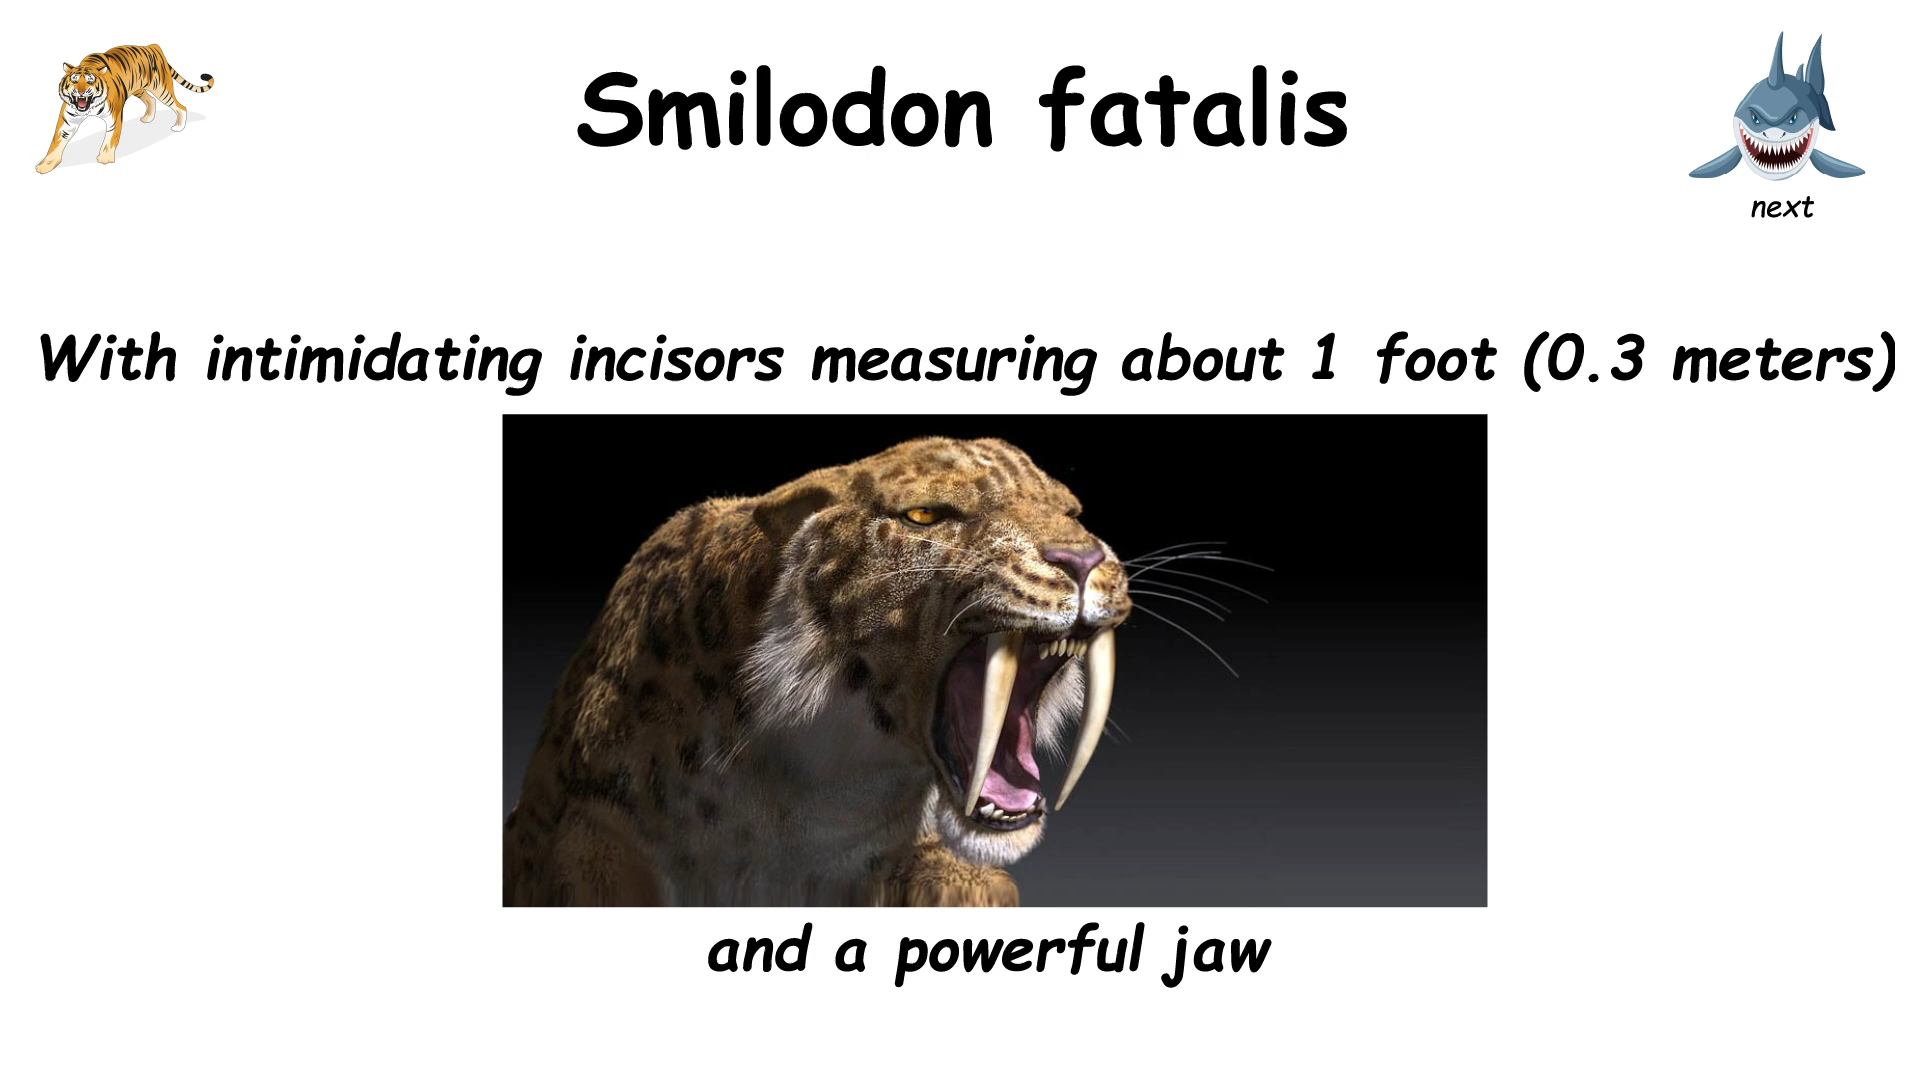 Smilodon fatalis
next
With intimidating incisors measuring about 1 foot (0.3 meters)
and a powerful jaw